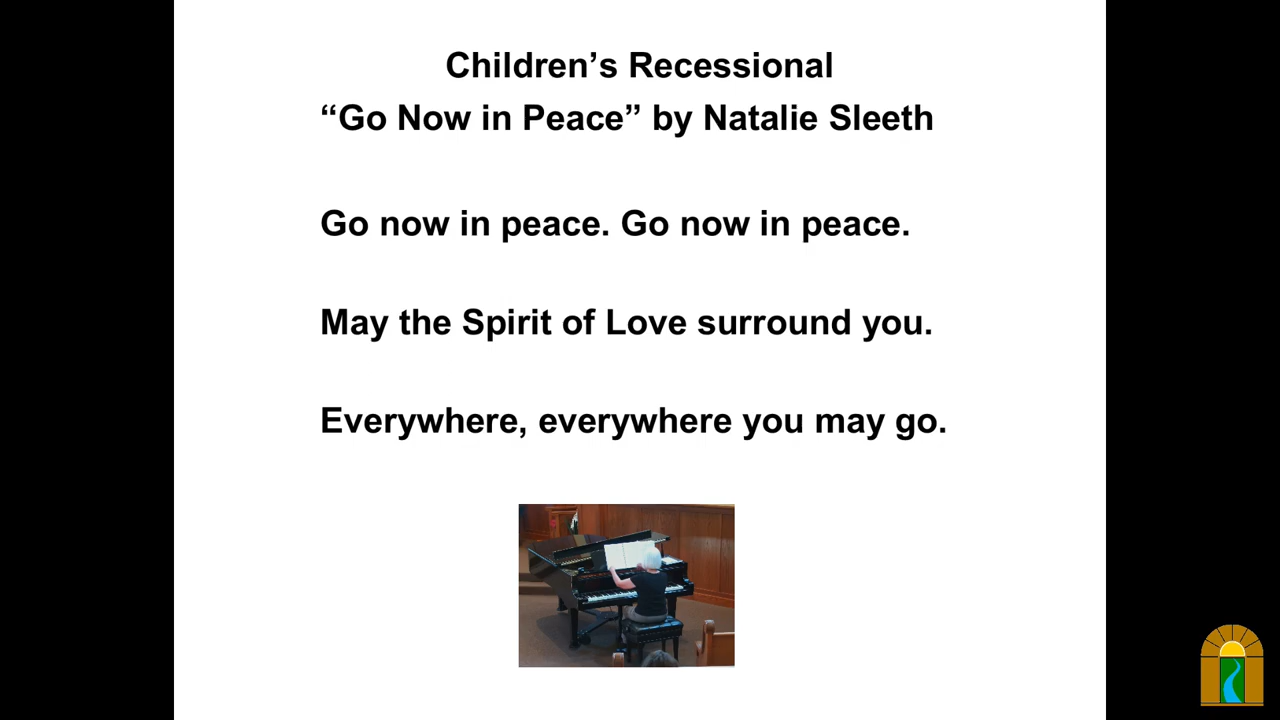 Children’s Recessional
“Go Now in Peace” by Natalie Sleeth
Go now in peace. Go now in peace.
May the Spirit of Love surround you.
Everywhere, everywhere you may go.